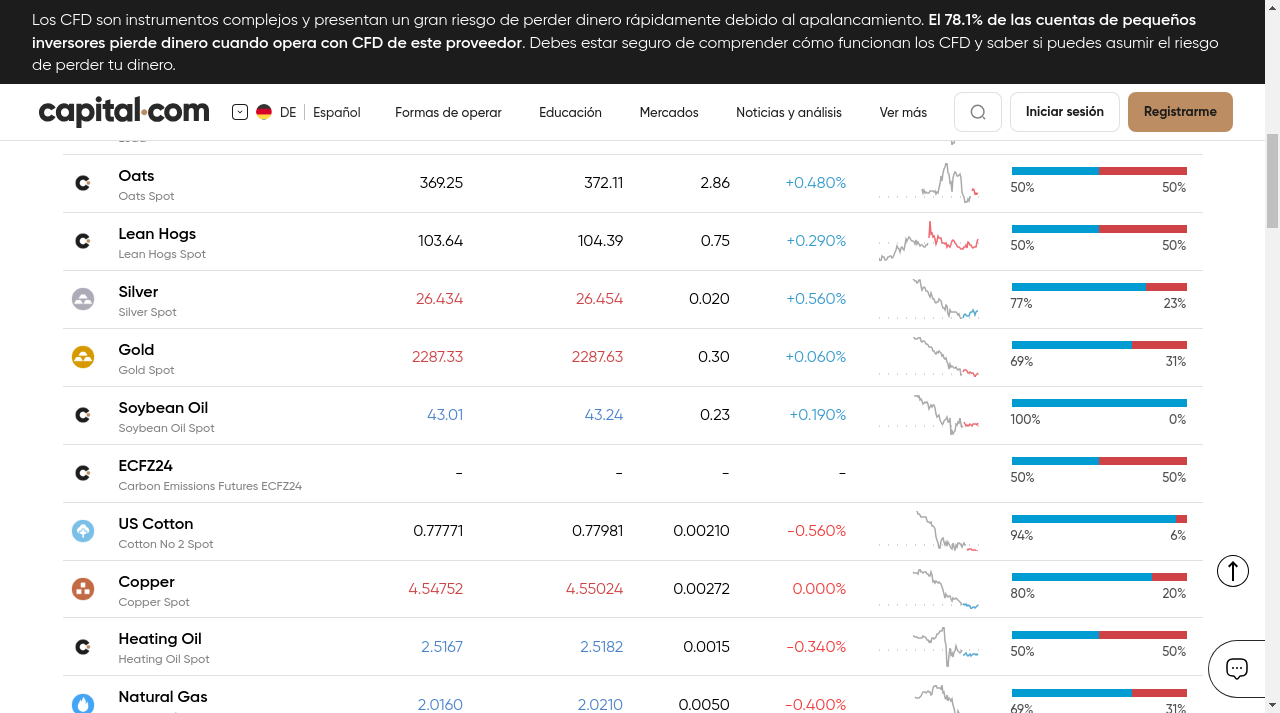 Los CFD son instrumentos complejos y presentan un gran riesgo de perder dinero rápidamente debido al apalancamiento. El 78.1% de las cuentas de pequeños
inversores pierde dinero cuando opera con CFD de este proveedor. Debes estar seguro de comprender cómo funcionan los CFD y saber si puedes asumir el riesgo
de perder tu dinero.
capital.com DE Español Formas de operar Educación Mercados Noticias y análisis Ver más Iniciar sesión Registrarme
Oats 369.25 372.11 2.86 +0.480%
Oats Spot 50% 50%
Lean Hogs 103.64 104.39 0.75 +0.290%
Lean Hogs Spot 50% 50%
Silver 26.434 26.454 0.020 +0.560%
Silver Spot 77% 23%
Gold 2287.33 2287.63 0.30 +0.060%
Gold Spot 69% 31%
Soybean Oil 43.01 43.24 0.23 +0.190%
Soybean Oil Spot 100% 0%
ECFZ24 - - - -
Carbon Emissions Futures ECFZ24 50% 50%
US Cotton 0.77771 0.77981 0.00210 -0.560%
Cotton No 2 Spot 94% 6%
Copper 4.54752 4.55024 0.00272 0.000%
Copper Spot 80% 20%
Heating Oil 2.5167 2.5182 0.0015 -0.340%
Heating Oil Spot 50% 50%
Natural Gas 2.0160 2.0210 0.0050 -0.400%
69% 31%